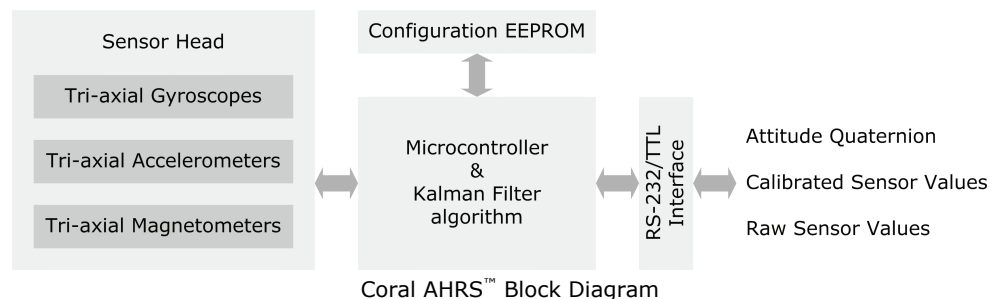 Sensor Head
Tri-axial Gyroscopes
Tri-axial Accelerometers
Tri-axial Magnetometers
Configuration EEPROM
Microcontroller
&
Kalman Filter
algorithm
RS-232/TTL
Interface
Attitude Quaternion
Calibrated Sensor Values
Raw Sensor Values
Coral AHRS™ Block Diagram